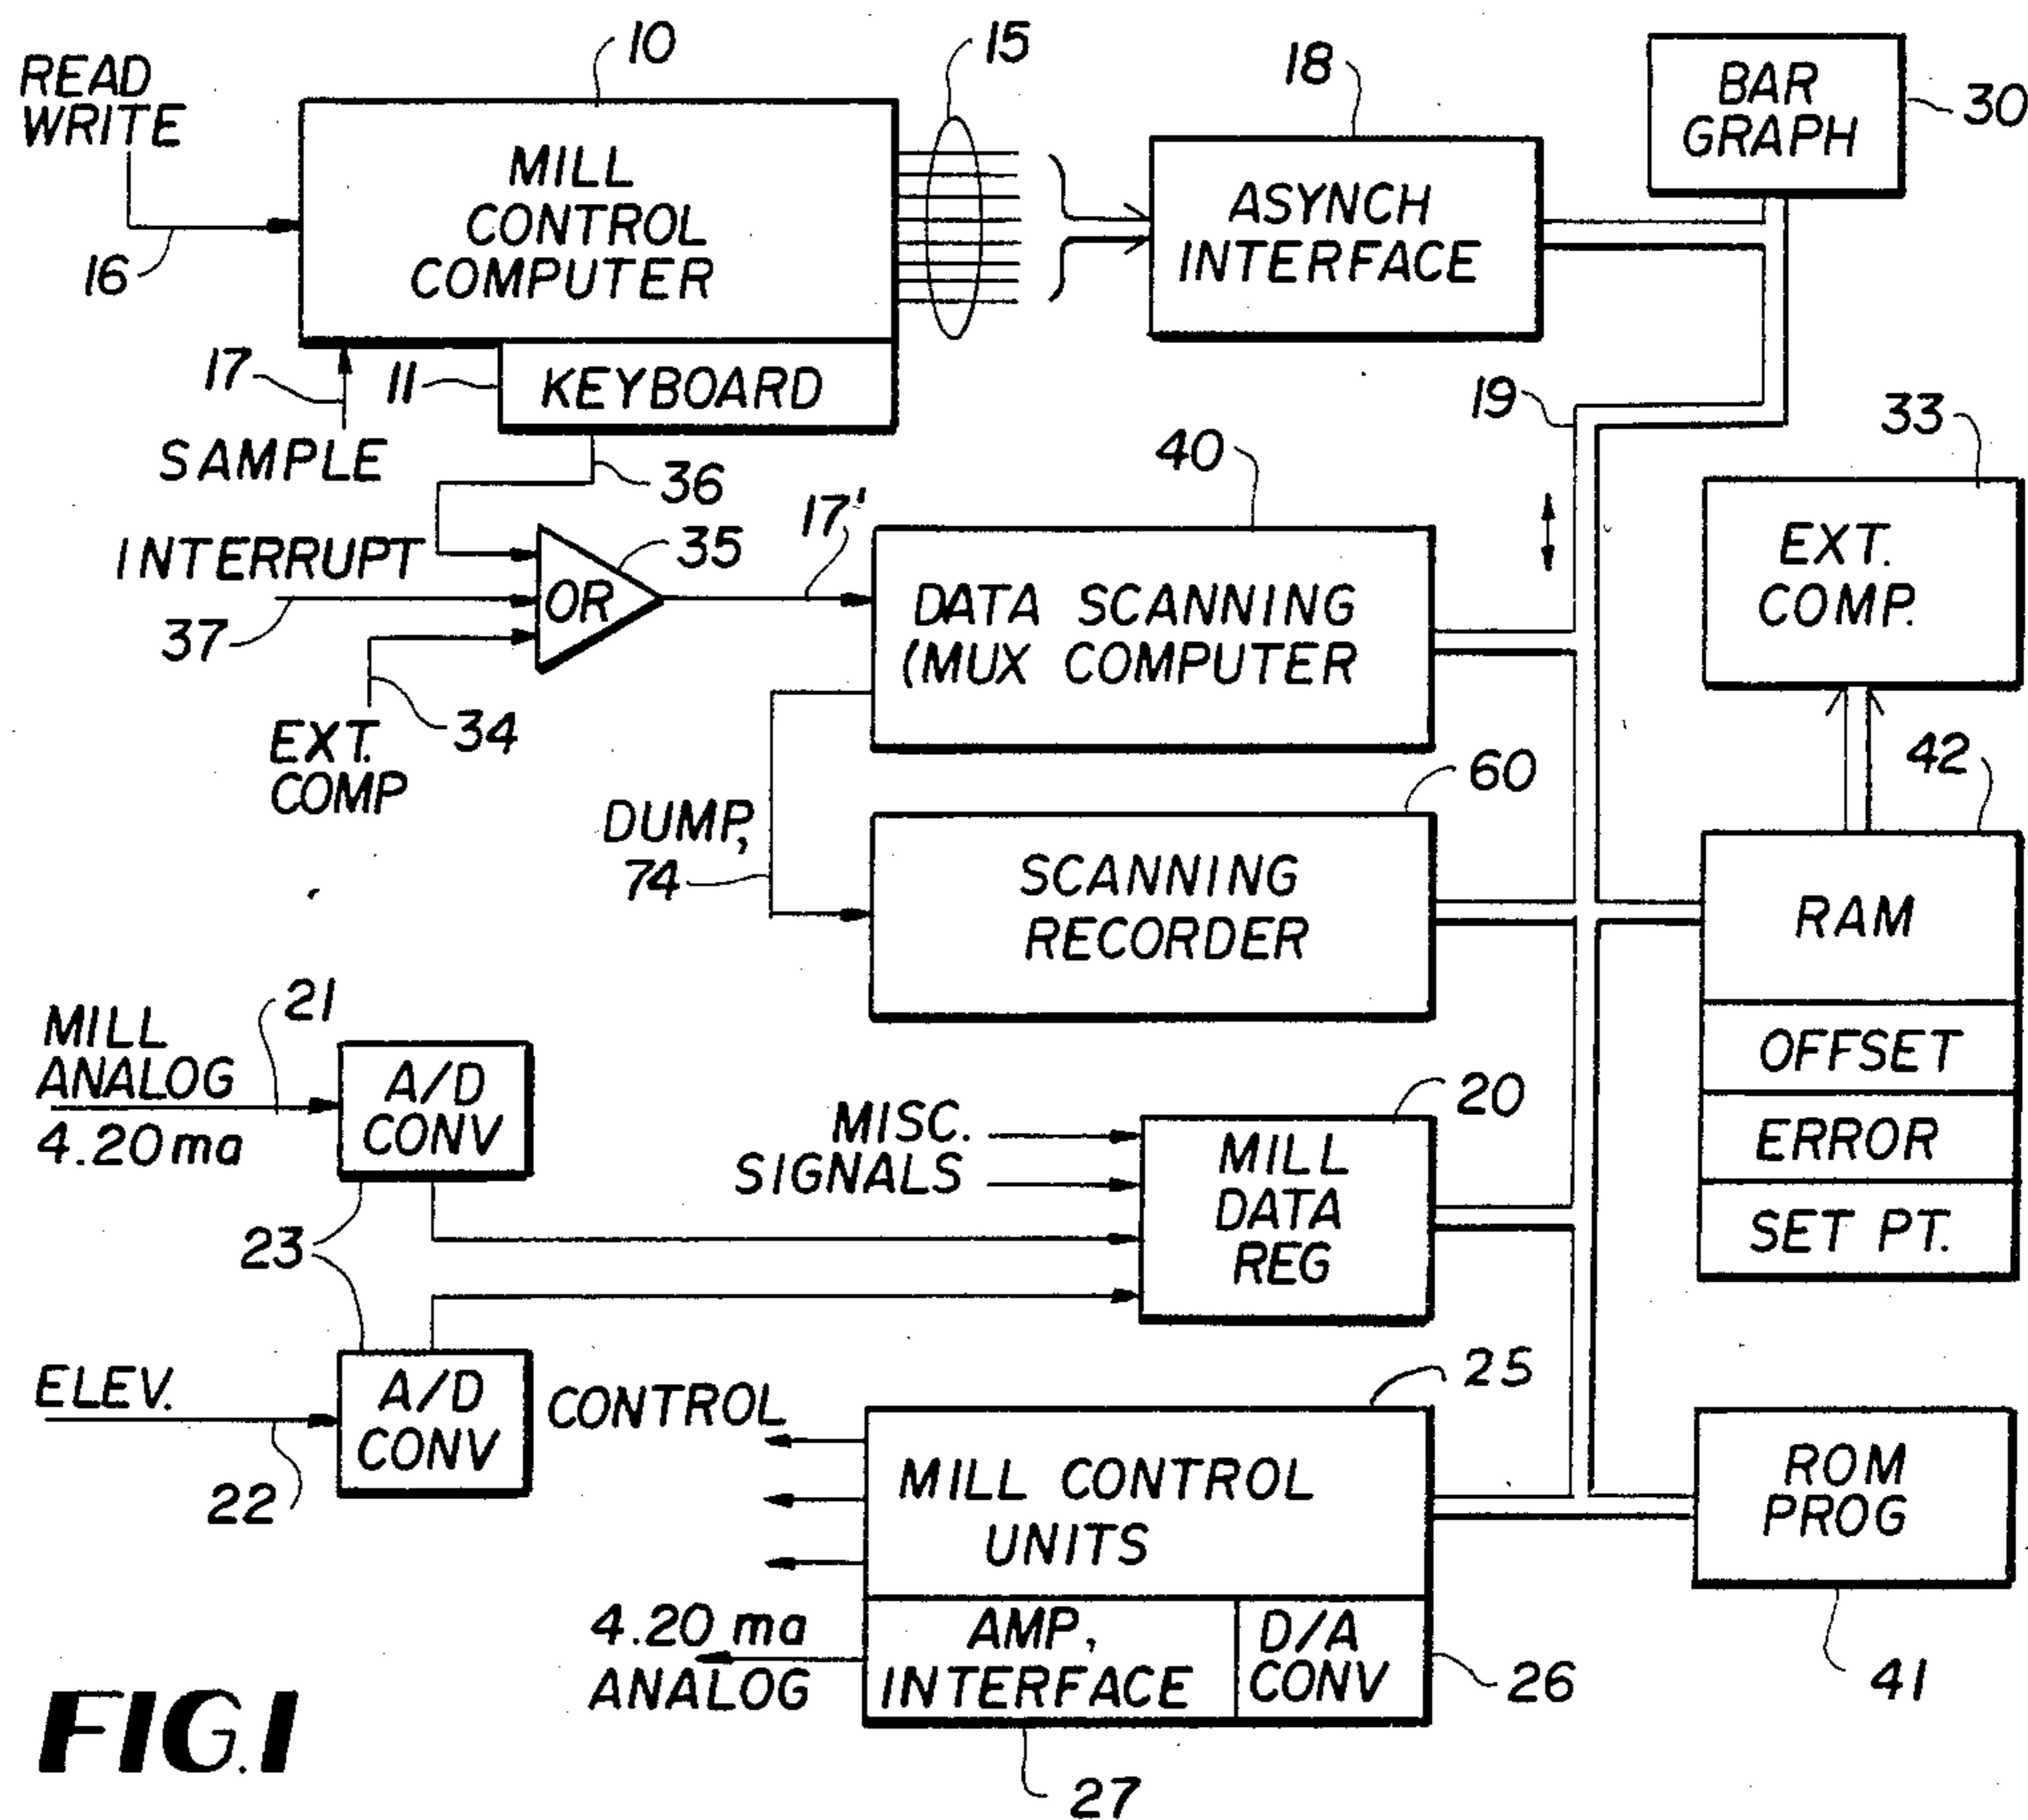 10
15
18
READ
WRITE
BAR
GRAPH
30
MILL
CONTROL
COMPUTER
ASYNCH
INTERFACE
16
17
11
KEYBOARD
19
33
SAMPLE
36
40
INTERRUPT
35
17'
EXT.
COMP.
OR
DATA SCANNING
(MUX COMPUTER
37
34
EXT.
COMP
60
42
DUMP,
74
SCANNING
RECORDER
RAM
OFFSET
ERROR
SET PT.
21
MILL
ANALOG
4.20 ma
A/D
CONV
20
MISC.
SIGNALS
MILL
DATA
REG
23
ELEV.
22
A/D
CONV
CONTROL
25
MILL CONTROL
UNITS
ROM
PROG
4.20 ma
ANALOG
AMP,
INTERFACE
D/A
CONV
26
41
27
FIG.1